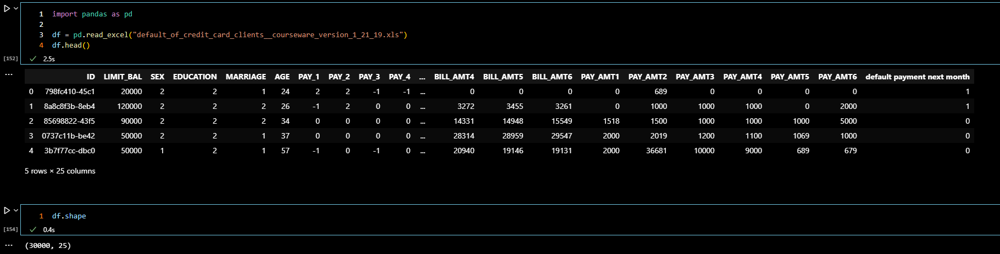 1 import pandas as pd
2
3 df = pd.read_excel("default_of_credit_card_clients__courseware_version_1_21_19.xls")
4 df.head()
[152] ✓ 2.5s
... ID LIMIT_BAL SEX EDUCATION MARRIAGE AGE PAY_1 PAY_2 PAY_3 PAY_4 ... BILL_AMT4 BILL_AMT5 BILL_AMT6 PAY_AMT1 PAY_AMT2 PAY_AMT3 PAY_AMT4 PAY_AMT5 PAY_AMT6 default payment next month
0 798fc410-45c1 20000 2 2 1 24 2 2 -1 -1 ... 0 0 0 0 689 0 0 0 0 1
1 8a8c8f3b-8eb4 120000 2 2 2 26 -1 2 0 0 ... 3272 3455 3261 0 1000 1000 1000 0 2000 1
2 85698822-43f5 90000 2 2 2 34 0 0 0 0 ... 14331 14948 15549 1518 1500 1000 1000 1000 5000 0
3 0737c11b-be42 50000 2 2 1 37 0 0 0 0 ... 28314 28959 29547 2000 2019 1200 1100 1069 1000 0
4 3b7f77cc-dbc0 50000 1 2 1 57 -1 0 -1 0 ... 20940 19146 19131 2000 36681 10000 9000 689 679 0
5 rows × 25 columns
1 df.shape
[154] ✓ 0.4s
... (30000, 25)